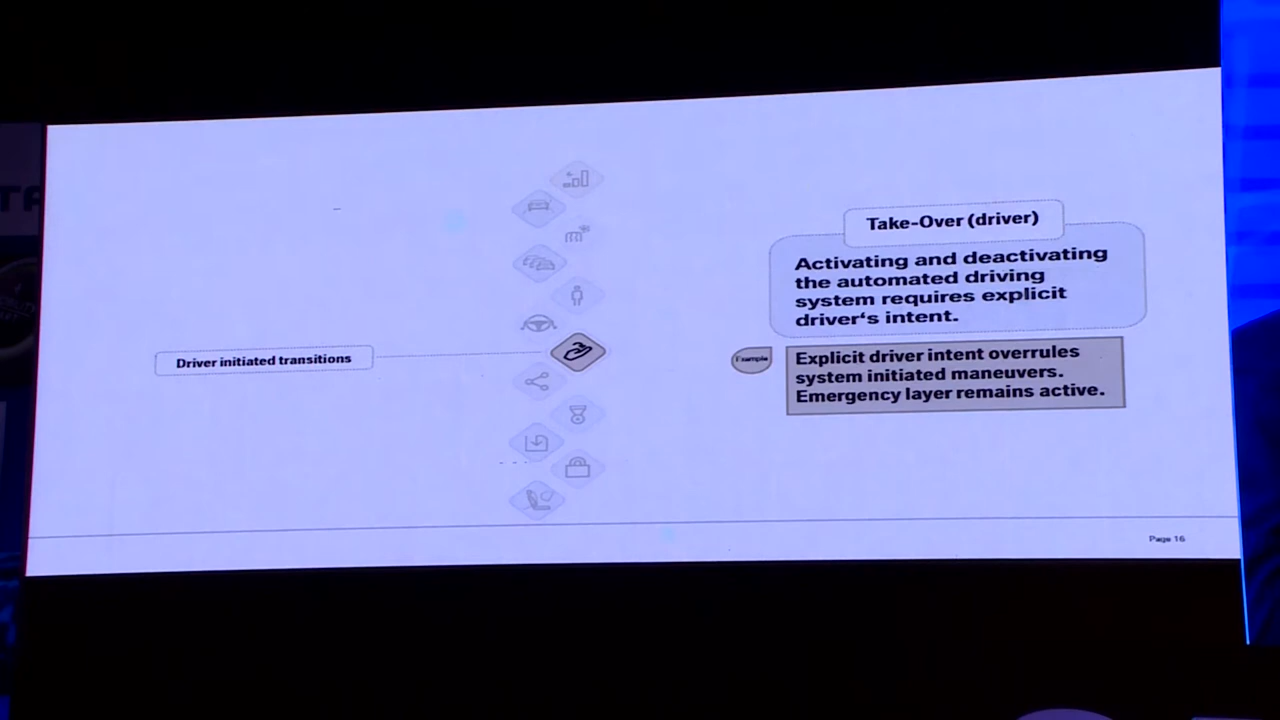 Driver initiated transitions
Take-Over (driver)
Activating and deactivating
the automated driving
system requires explicit
driver‘s intent.
Example
Explicit driver intent overrules
system initiated maneuvers.
Emergency layer remains active.
Page 16